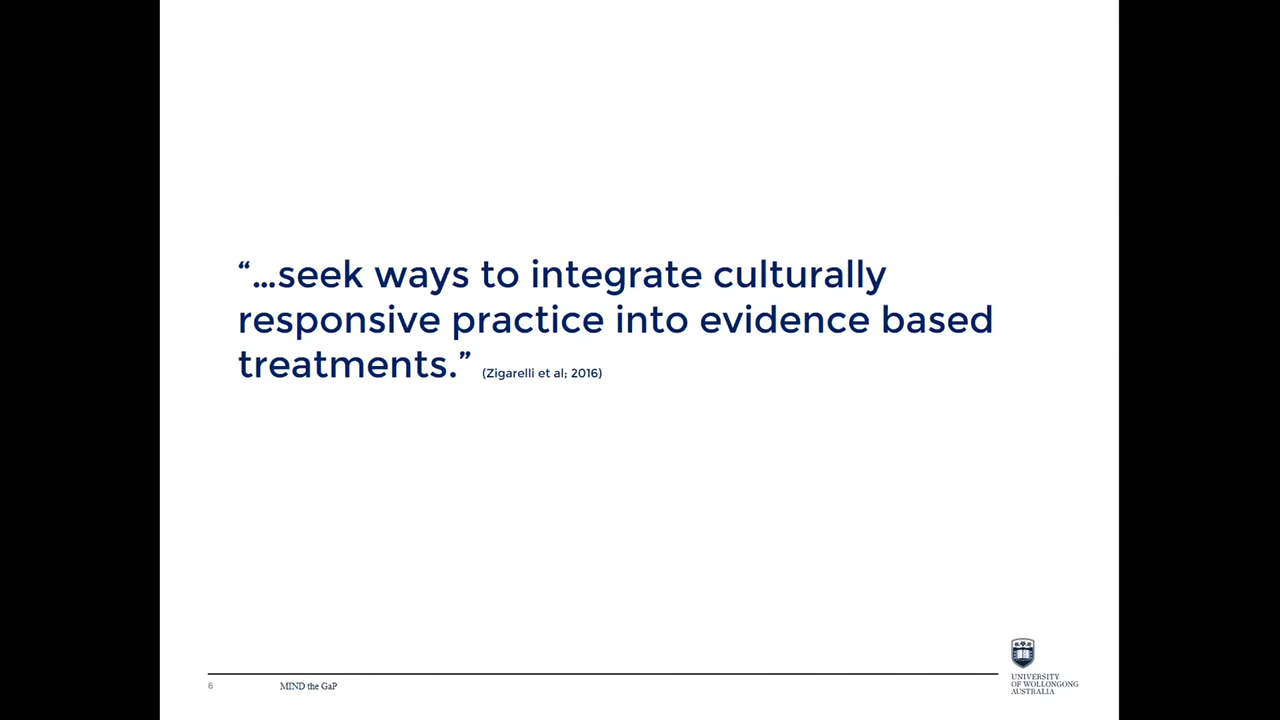 “...seek ways to integrate culturally
responsive practice into evidence based
treatments.” (Zigarelli et al; 2016)
6 MIND the GaP
UNIVERSITY
OF WOLLONGONG
AUSTRALIA